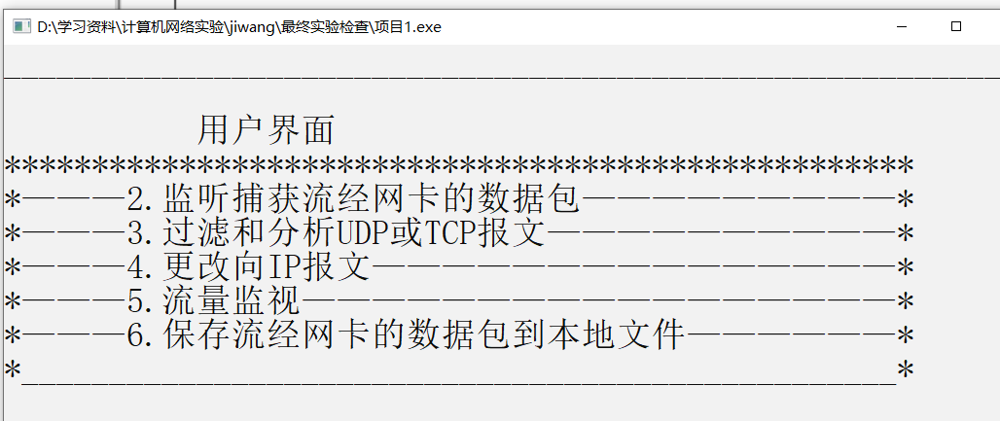 D:\学习资料\计算机网络实验\jiwang\最终实验检查\项目1.exe
用户界面
****************************************************
*———2.监听捕获流经网卡的数据包—————————*
*———3.过滤和分析UDP或TCP报文——————————*
*———4.更改向IP报文———————————————*
*———5.流量监视—————————————————*
*———6.保存流经网卡的数据包到本地文件——————*
*__________________________________________________*